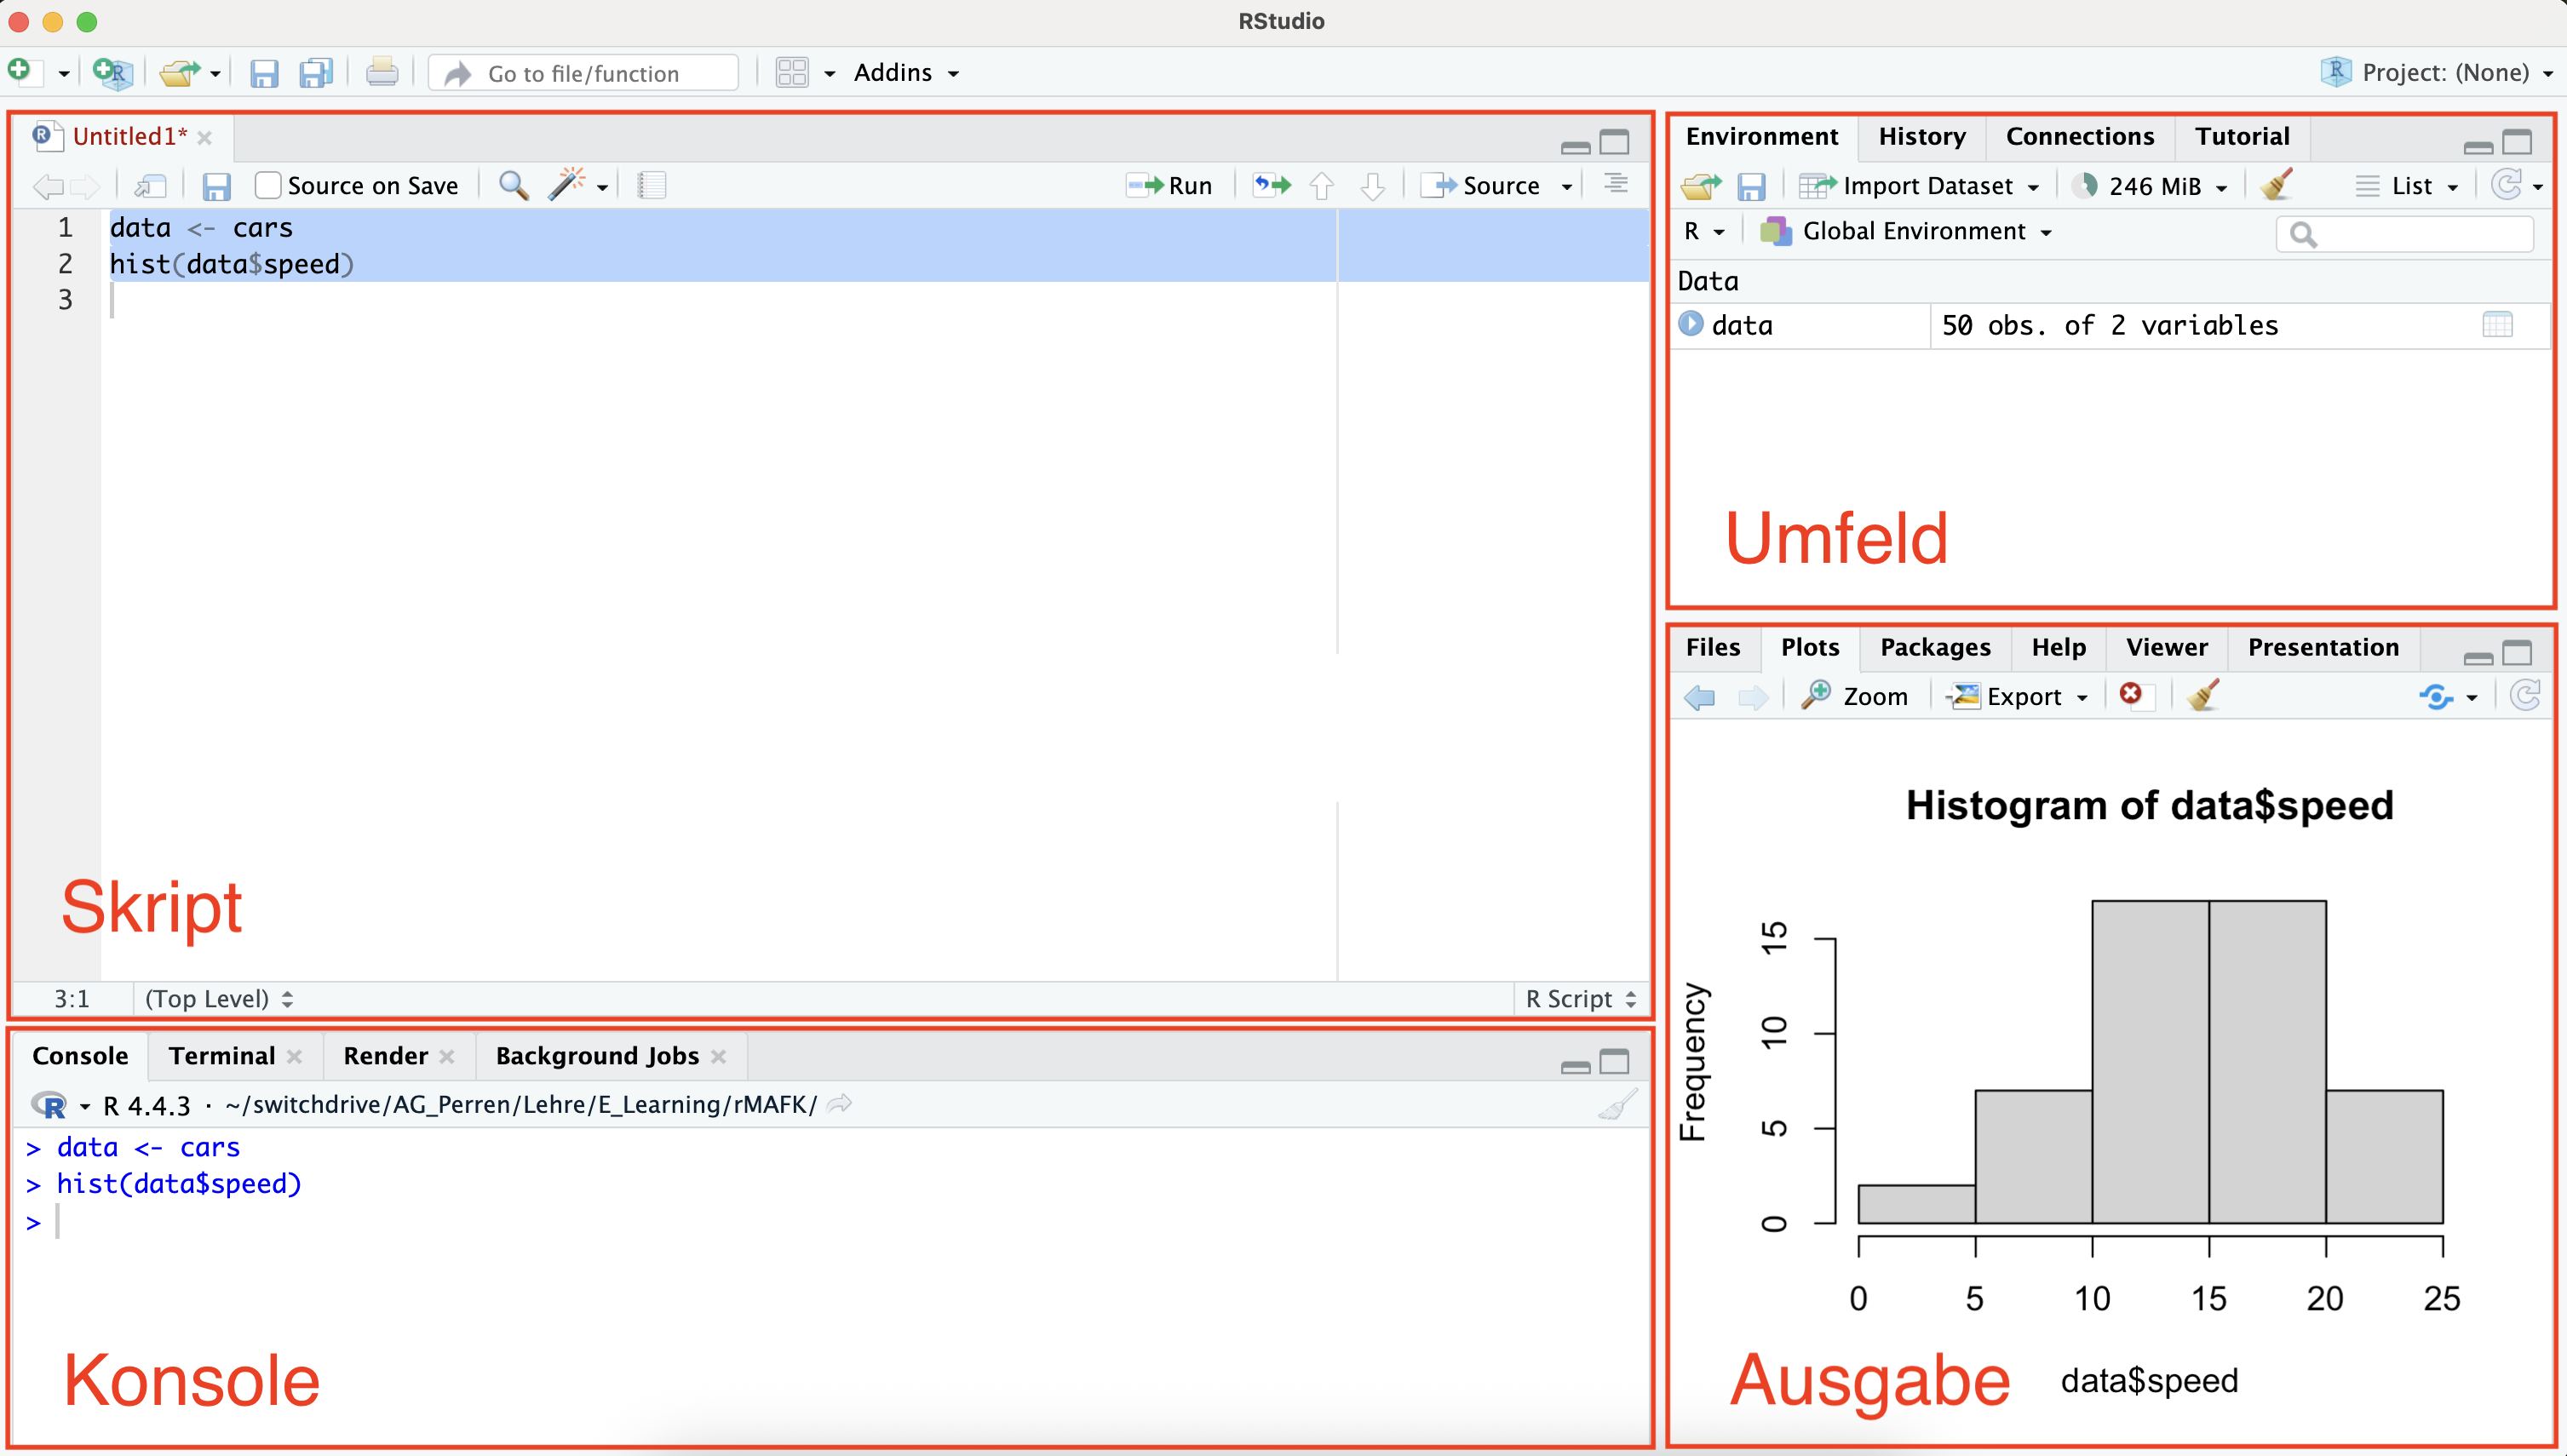 RStudio
Go to file/function
Addins
Project: (None)
Untitled1*
Source on Save
Run
Source
1 data <- cars
2 hist(data$speed)
3
Skript
3:1 (Top Level) R Script
Console Terminal Render Background Jobs
R 4.4.3 · ~/switchdrive/AG_Perren/Lehre/E_Learning/rMAFK/
> data <- cars
> hist(data$speed)
>
Konsole
Environment History Connections Tutorial
Import Dataset 246 MiB List
R Global Environment
Data
data 50 obs. of 2 variables
Umfeld
Files Plots Packages Help Viewer Presentation
Zoom Export
Histogram of data$speed
Frequency
15
10
5
0
0 5 10 15 20 25
data$speed
Ausgabe